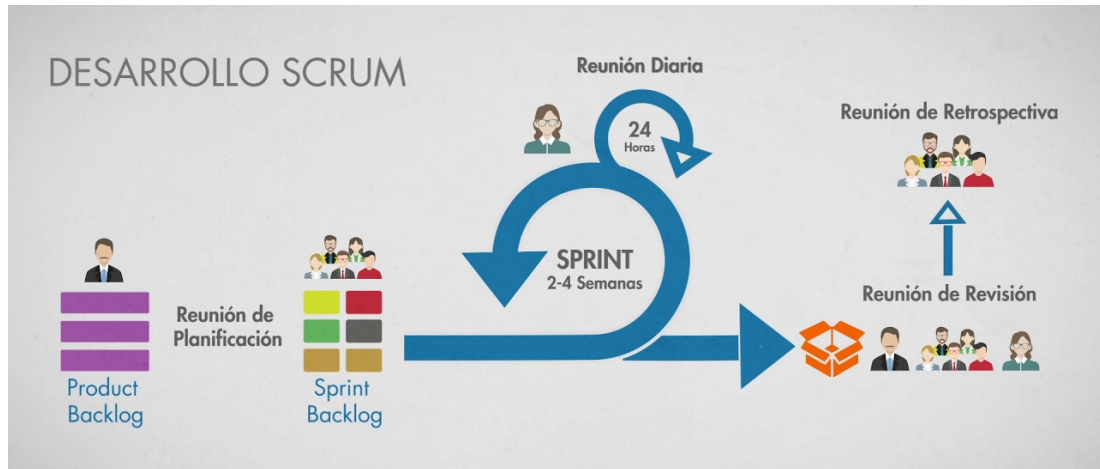 DESARROLLO SCRUM
Reunión Diaria
24
Horas
Reunión de Retrospectiva
SPRINT
2-4 Semanas
Reunión de
Planificación
Reunión de Revisión
Product
Backlog
Sprint
Backlog